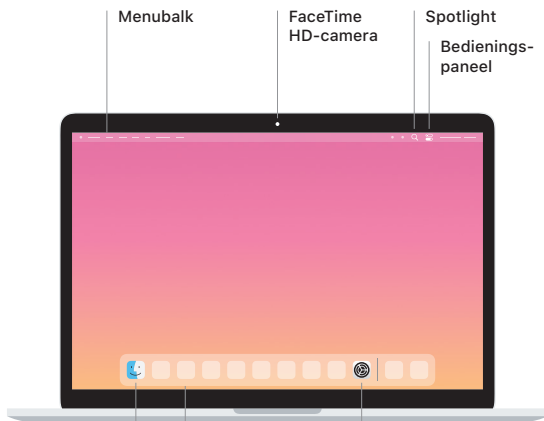 Menubalk
FaceTime
HD-camera
Spotlight
Bedienings-
paneel